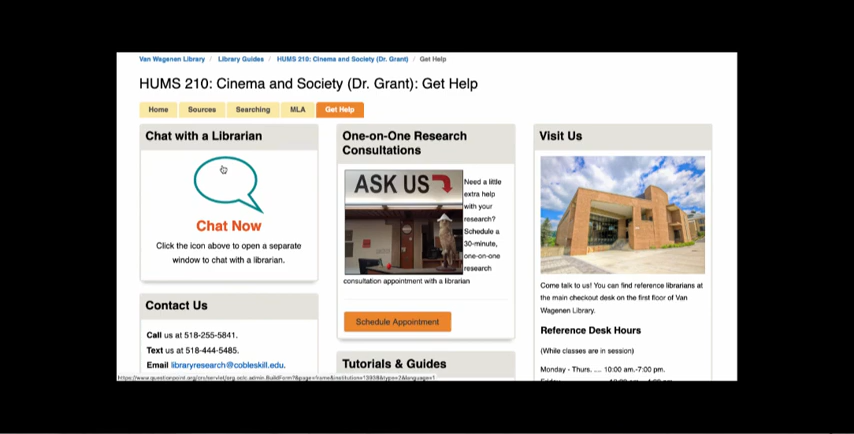 Van Wagenen Library / Library Guides / HUMS 210: Cinema and Society (Dr. Grant) / Get Help
HUMS 210: Cinema and Society (Dr. Grant): Get Help
Home Sources Searching MLA Get Help
Chat with a Librarian
Chat Now
Click the icon above to open a separate
window to chat with a librarian.
Contact Us
Call us at 518-255-5841.
Text us at 518-444-5485.
Email libraryresearch@cobleskill.edu.
One-on-One Research
Consultations
ASK US
Need a little
extra help
with your
research?
Schedule a
30-minute,
one-on-one
research
consultation appointment with a librarian
Schedule Appointment
Tutorials & Guides
Visit Us
Come talk to us! You can find reference librarians at
the main checkout desk on the first floor of Van
Wagenen Library.
Reference Desk Hours
(While classes are in session)
Monday - Thurs. .... 10:00 am.-7:00 pm.